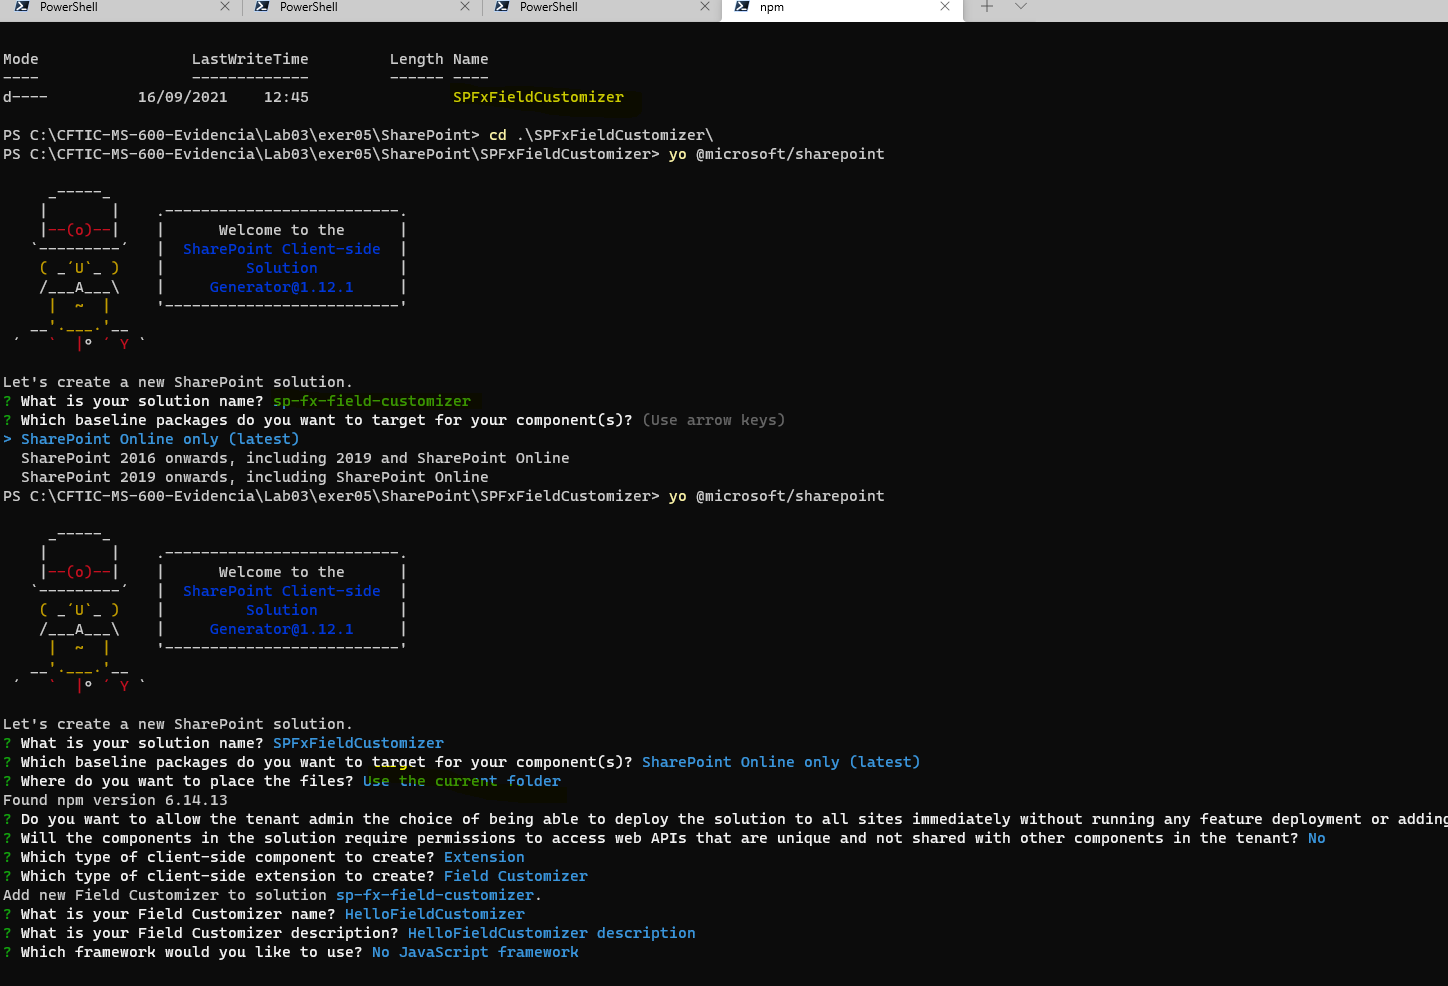 PowerShell PowerShell PowerShell npm
Mode LastWriteTime Length Name
---- ------------- ------ ----
d---- 16/09/2021 12:45 SPFxFieldCustomizer
PS C:\CFTIC-MS-600-Evidencia\Lab03\exer05\SharePoint> cd .\SPFxFieldCustomizer\
PS C:\CFTIC-MS-600-Evidencia\Lab03\exer05\SharePoint\SPFxFieldCustomizer> yo @microsoft/sharepoint
Welcome to the
SharePoint Client-side
Solution
Generator@1.12.1
Let's create a new SharePoint solution.
? What is your solution name? sp-fx-field-customizer
? Which baseline packages do you want to target for your component(s)? (Use arrow keys)
> SharePoint Online only (latest)
SharePoint 2016 onwards, including 2019 and SharePoint Online
SharePoint 2019 onwards, including SharePoint Online
PS C:\CFTIC-MS-600-Evidencia\Lab03\exer05\SharePoint\SPFxFieldCustomizer> yo @microsoft/sharepoint
Welcome to the
SharePoint Client-side
Solution
Generator@1.12.1
Let's create a new SharePoint solution.
? What is your solution name? SPFxFieldCustomizer
? Which baseline packages do you want to target for your component(s)? SharePoint Online only (latest)
? Where do you want to place the files? Use the current folder
Found npm version 6.14.13
? Do you want to allow the tenant admin the choice of being able to deploy the solution to all sites immediately without running any feature deployment or adding
? Will the components in the solution require permissions to access web APIs that are unique and not shared with other components in the tenant? No
? Which type of client-side component to create? Extension
? Which type of client-side extension to create? Field Customizer
Add new Field Customizer to solution sp-fx-field-customizer.
? What is your Field Customizer name? HelloFieldCustomizer
? What is your Field Customizer description? HelloFieldCustomizer description
? Which framework would you like to use? No JavaScript framework